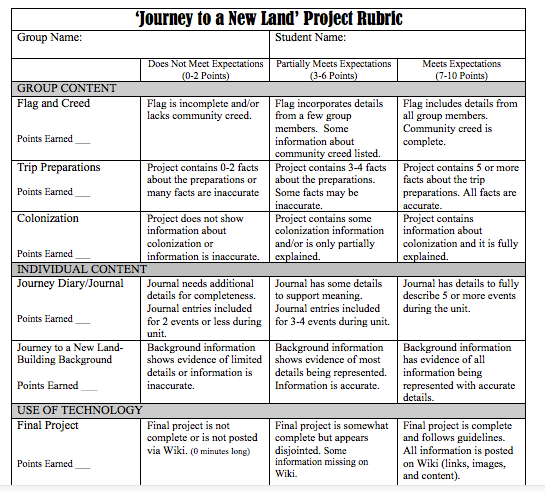 'Journey to a New Land' Project Rubric
Group Name:
Student Name:
Does Not Meet Expectations
(0-2 Points)
Partially Meets Expectations
(3-6 Points)
Meets Expectations
(7-10 Points)
GROUP CONTENT
Flag and Creed
Points Earned ___
Flag is incomplete and/or
lacks community creed.
Flag incorporates details
from a few group
members.  Some
information about
community creed listed.
Flag includes details from
all group members.
Community creed is
complete.
Trip Preparations
Points Earned ___
Project contains 0-2 facts
about the preparations or
many facts are inaccurate
Project contains 3-4 facts
about the preparations.
Some facts may be
inaccurate.
Project contains 5 or more
facts about the trip
preparations. All facts are
accurate.
Colonization
Points Earned ___
Project does not show
information about
colonization or
information is inaccurate.
Project contains some
colonization information
and/or is only partially
explained.
Project contains
information about
colonization and it is fully
explained.
INDIVIDUAL CONTENT
Journey Diary/Journal
Points Earned ___
Journal needs additional
details for completeness.
Journal entries included
for 2 events or less during
unit.
Journal has some details
to support meaning.
Journal entries included
for 3-4 events during unit.
Journal has details to fully
describe 5 or more events
during the unit.
Journey to a New Land-
Building Background
Points Earned ___
Background information
shows evidence of limited
details or information is
inaccurate.
Background information
shows evidence of most
details being represented.
Information is accurate.
Background information
has evidence of all
information being
represented with accurate
details.
USE OF TECHNOLOGY
Final Project
Points Earned ___
Final project is not
complete or is not posted
via Wiki. (0 minutes long)
Final project is somewhat
complete but appears
disjointed. Some
information missing on
Wiki.
Final project is complete
and follows guidelines.
All information is posted
on Wiki (links, images,
and content).